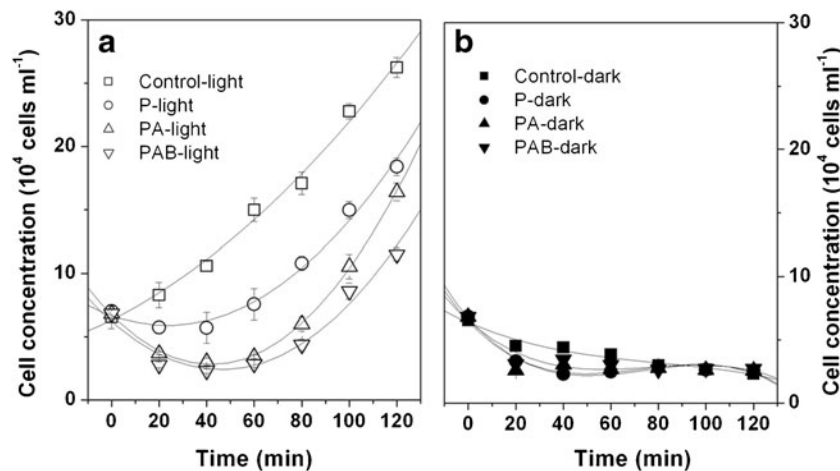 a
Control-light
P-light
PA-light
PAB-light
Cell concentration (10⁴ cells ml⁻¹)
30
20
10
0
0 20 40 60 80 100 120
Time (min)
b
Control-dark
P-dark
PA-dark
PAB-dark
30
20
10
0
Cell concentration (10⁴ cells ml⁻¹)
0 20 40 60 80 100 120
Time (min)